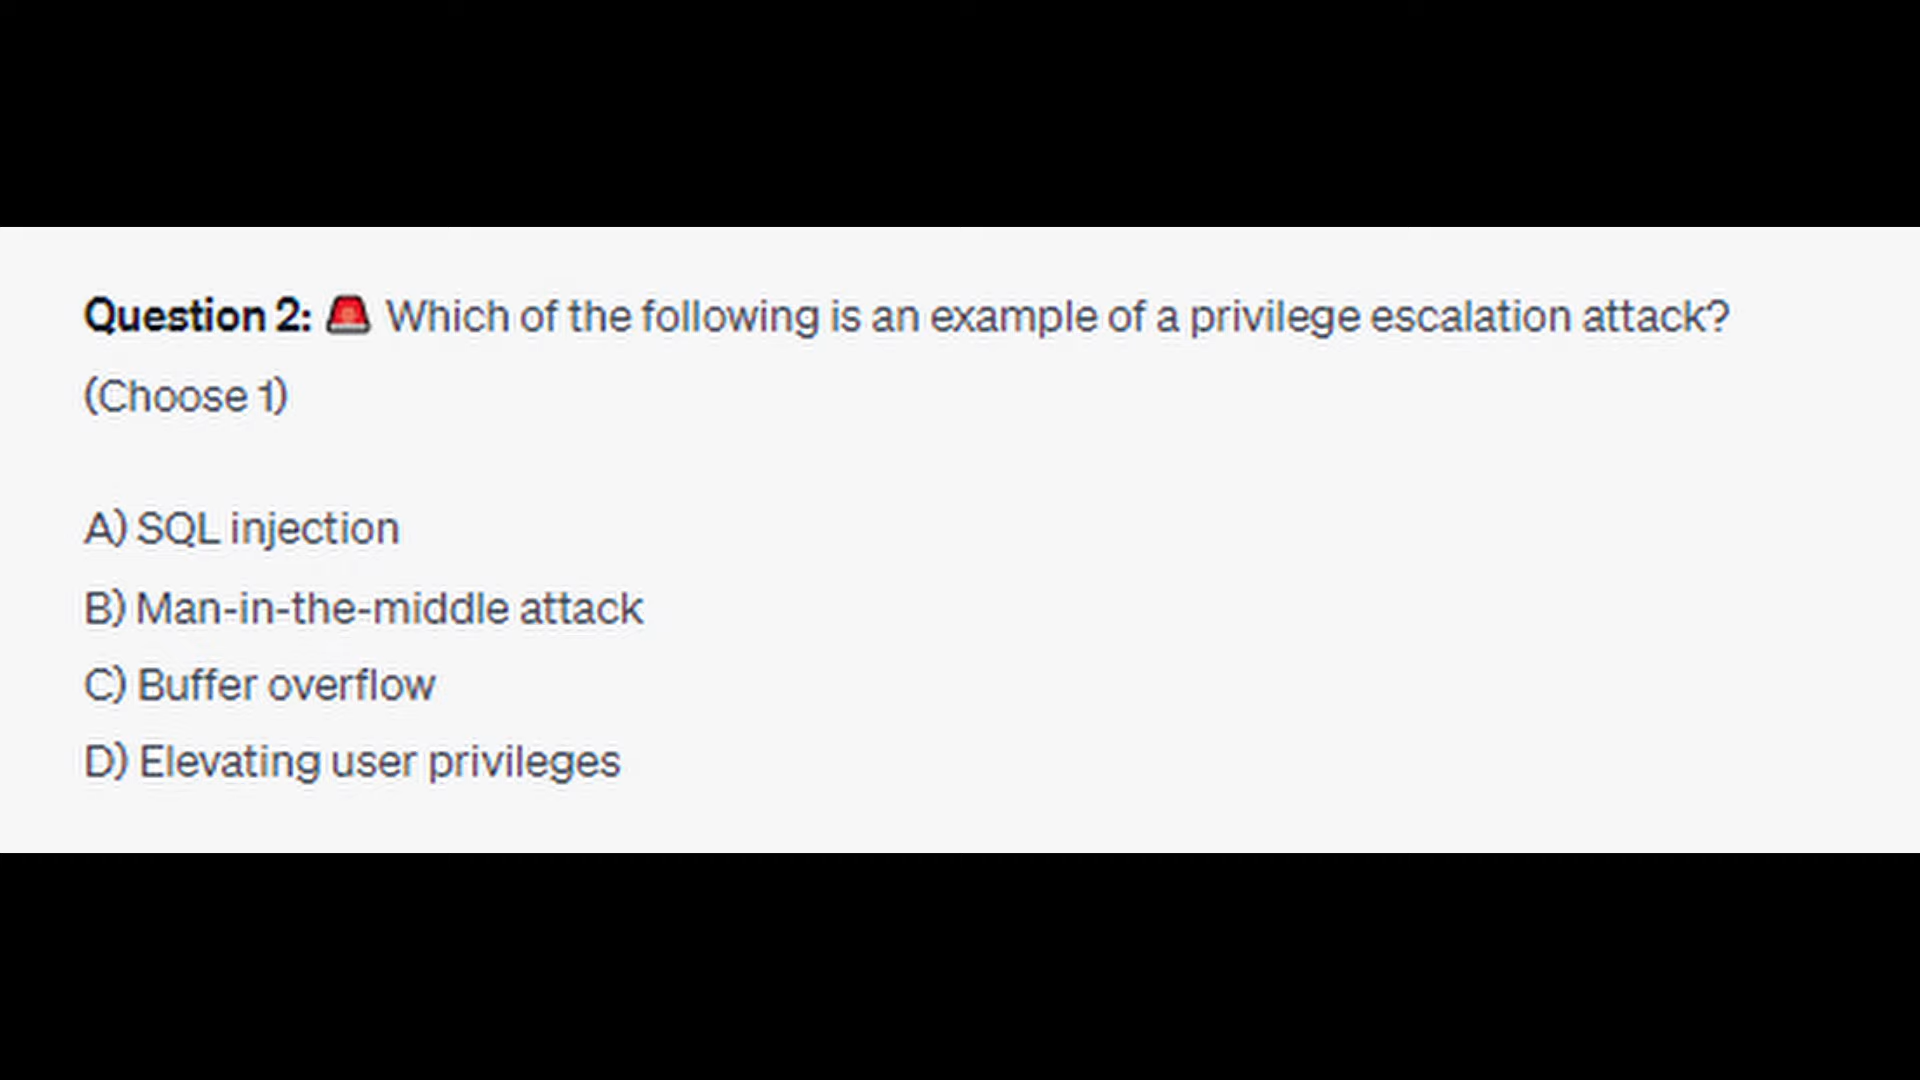 Question 2: 🚨 Which of the following is an example of a privilege escalation attack?
(Choose 1)
A) SQL injection
B) Man-in-the-middle attack
C) Buffer overflow
D) Elevating user privileges